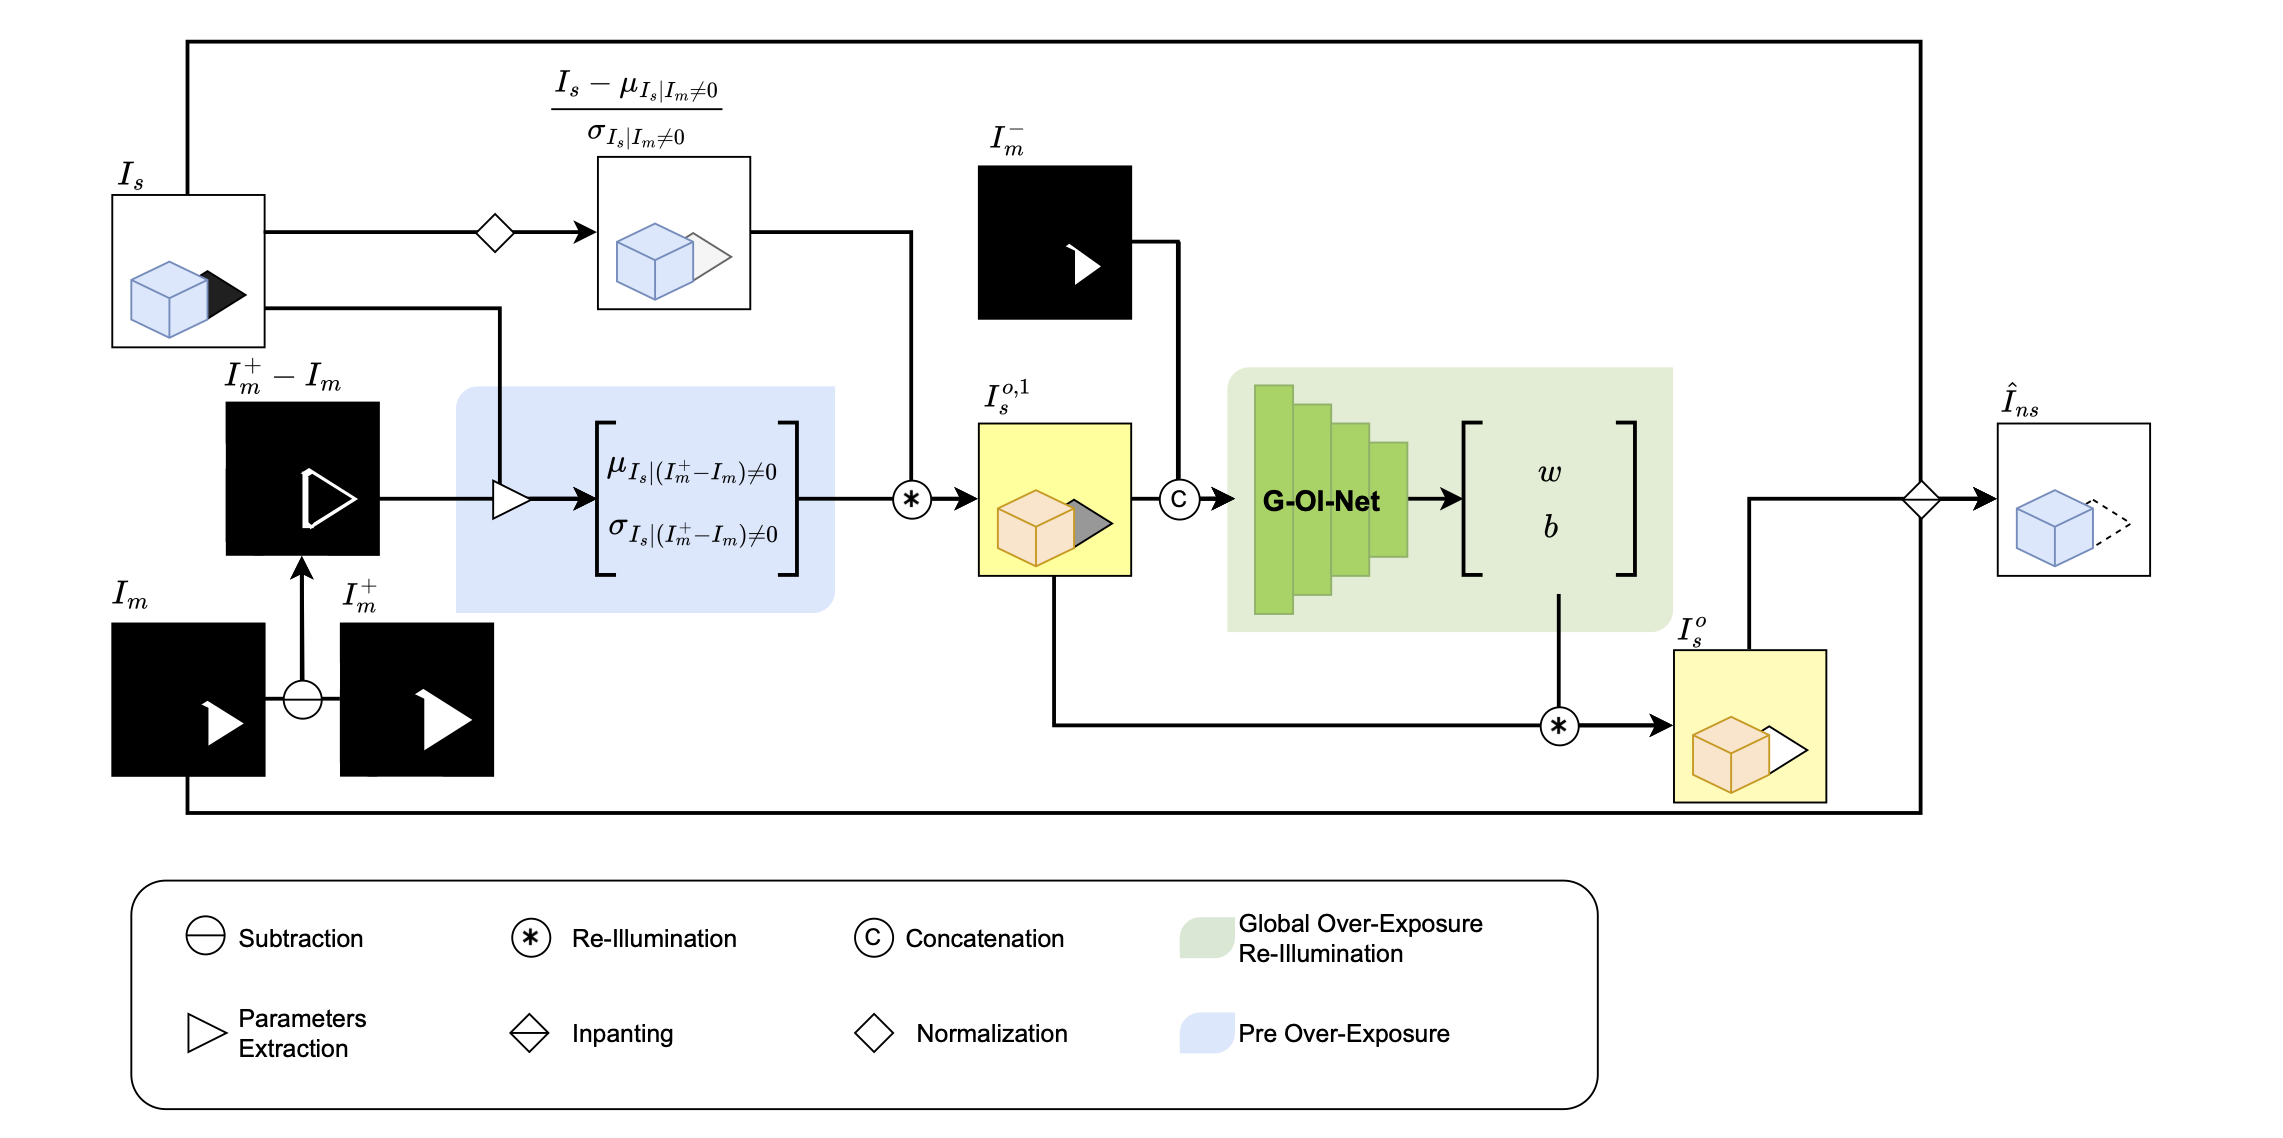 I_s
\frac{I_s - \mu_{I_s|I_m \neq 0}}{\sigma_{I_s|I_m \neq 0}}
I_m^-
I_m^+ - I_m
\mu_{I_s|(I_m^+ - I_m) \neq 0}
\sigma_{I_s|(I_m^+ - I_m) \neq 0}
*
I_s^{o,1}
C
G-OI-Net
w
b
\hat{I}_{ns}
I_m
I_m^+
*
I_s^o
Subtraction
* Re-Illumination
C Concatenation
Global Over-Exposure
Re-Illumination
Parameters
Extraction
Inpanting
Normalization
Pre Over-Exposure